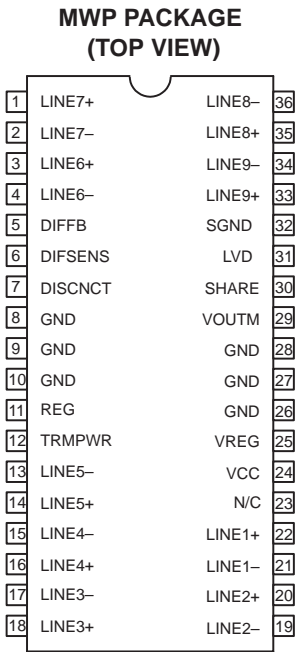 MWP PACKAGE
(TOP VIEW)
1 LINE7+ LINE8– 36
2 LINE7– LINE8+ 35
3 LINE6+ LINE9– 34
4 LINE6– LINE9+ 33
5 DIFFB SGND 32
6 DIFSENS LVD 31
7 DISCNCT SHARE 30
8 GND VOUTM 29
9 GND GND 28
10 GND GND 27
11 REG GND 26
12 TRMPWR VREG 25
13 LINE5– VCC 24
14 LINE5+ N/C 23
15 LINE4– LINE1+ 22
16 LINE4+ LINE1– 21
17 LINE3– LINE2+ 20
18 LINE3+ LINE2– 19